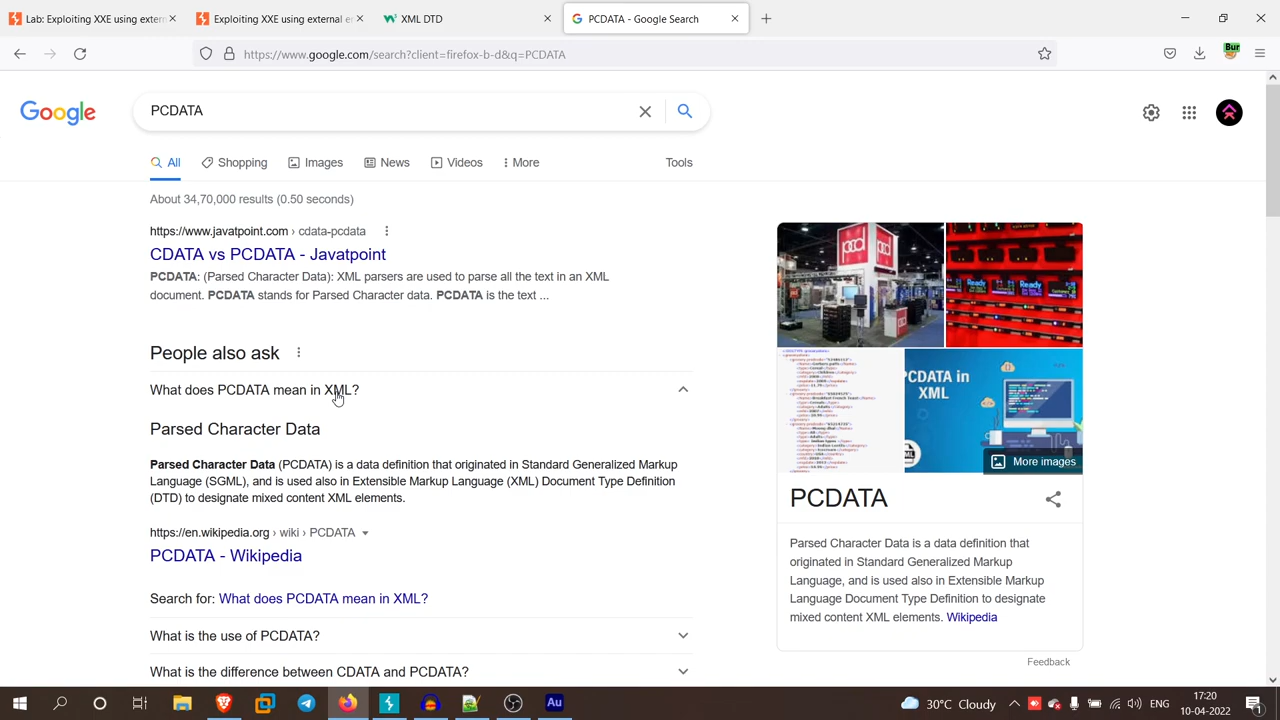 Lab: Exploiting XXE using extern
Exploiting XXE using external e
XML DTD
PCDATA - Google Search
https://www.google.com/search?client=firefox-b-d&q=PCDATA
Bur
Google
PCDATA
All
Shopping
Images
News
Videos
More
Tools
About 34,70,000 results (0.50 seconds)
CDATA vs PCDATA - Javatpoint
PCDATA: (Parsed Character Data): XML parsers are used to parse all the text in an XML
document. PCDATA stands for Parsed Character data. PCDATA is the text ...
People also ask
What does PCDATA mean in XML?
Parsed Character Data
Parsed Character Data (PCDATA) is a data definition that originated in Standard Generalized Markup
Language (SGML), and is used also in Extensible Markup Language (XML) Document Type Definition
(DTD) to designate mixed content XML elements.
https://en.wikipedia.org › wiki › PCDATA
PCDATA - Wikipedia
Search for: What does PCDATA mean in XML?
What is the use of PCDATA?
What is the difference between CDATA and PCDATA?
pcd
Ready
Ready
PCDATA in
XML
More images
PCDATA
Parsed Character Data is a data definition that
originated in Standard Generalized Markup
Language, and is used also in Extensible Markup
Language Document Type Definition to designate
mixed content XML elements. Wikipedia
Feedback
Au
30°C Cloudy
ENG
17:20
10-04-2022